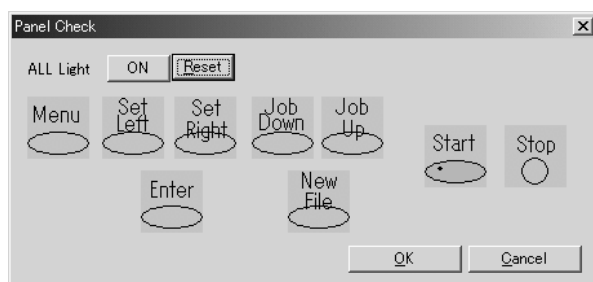 Panel Check
ALL Light ON Reset
Menu Set Left Set Right Job Down Job Up
Start Stop
Enter New File
OK Cancel